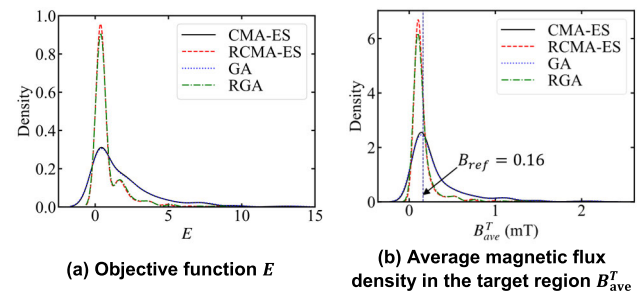 CMA-ES
RCMA-ES
GA
RGA
Density
1.0
0.8
0.6
0.4
0.2
0.0
0
5
10
15
E
(a) Objective function E
CMA-ES
RCMA-ES
GA
RGA
Density
6
4
2
0
B_ref = 0.16
0
1
2
B^T_ave (mT)
(b) Average magnetic flux
density in the target region B^T_ave